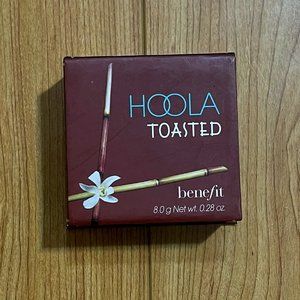 HOOLA
TOASTED
benefit
8.0 g Net wt. 0.28 oz.